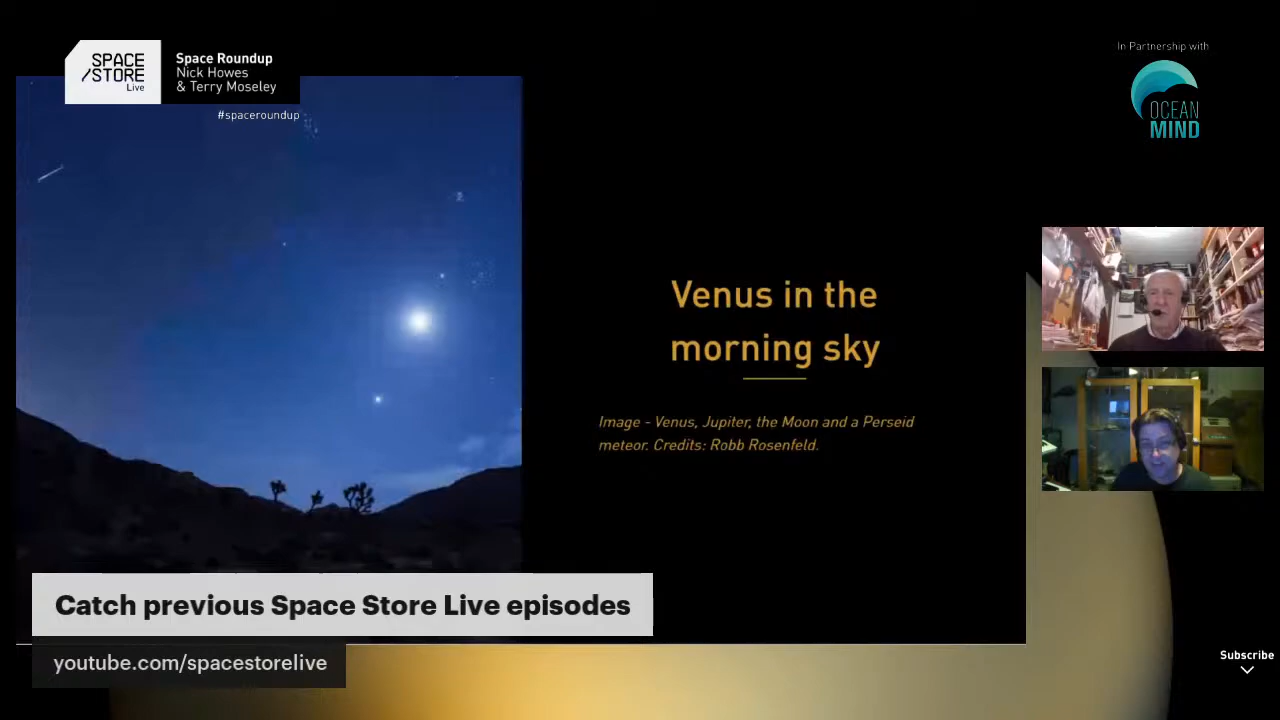 SPACE
/STORE
Live
Space Roundup
Nick Howes
& Terry Moseley
#spaceroundup
In Partnership with
OCEAN
MIND
Venus in the
morning sky
Image - Venus, Jupiter, the Moon and a Perseid
meteor. Credits: Robb Rosenfeld.
Catch previous Space Store Live episodes
youtube.com/spacestorelive
Subscribe